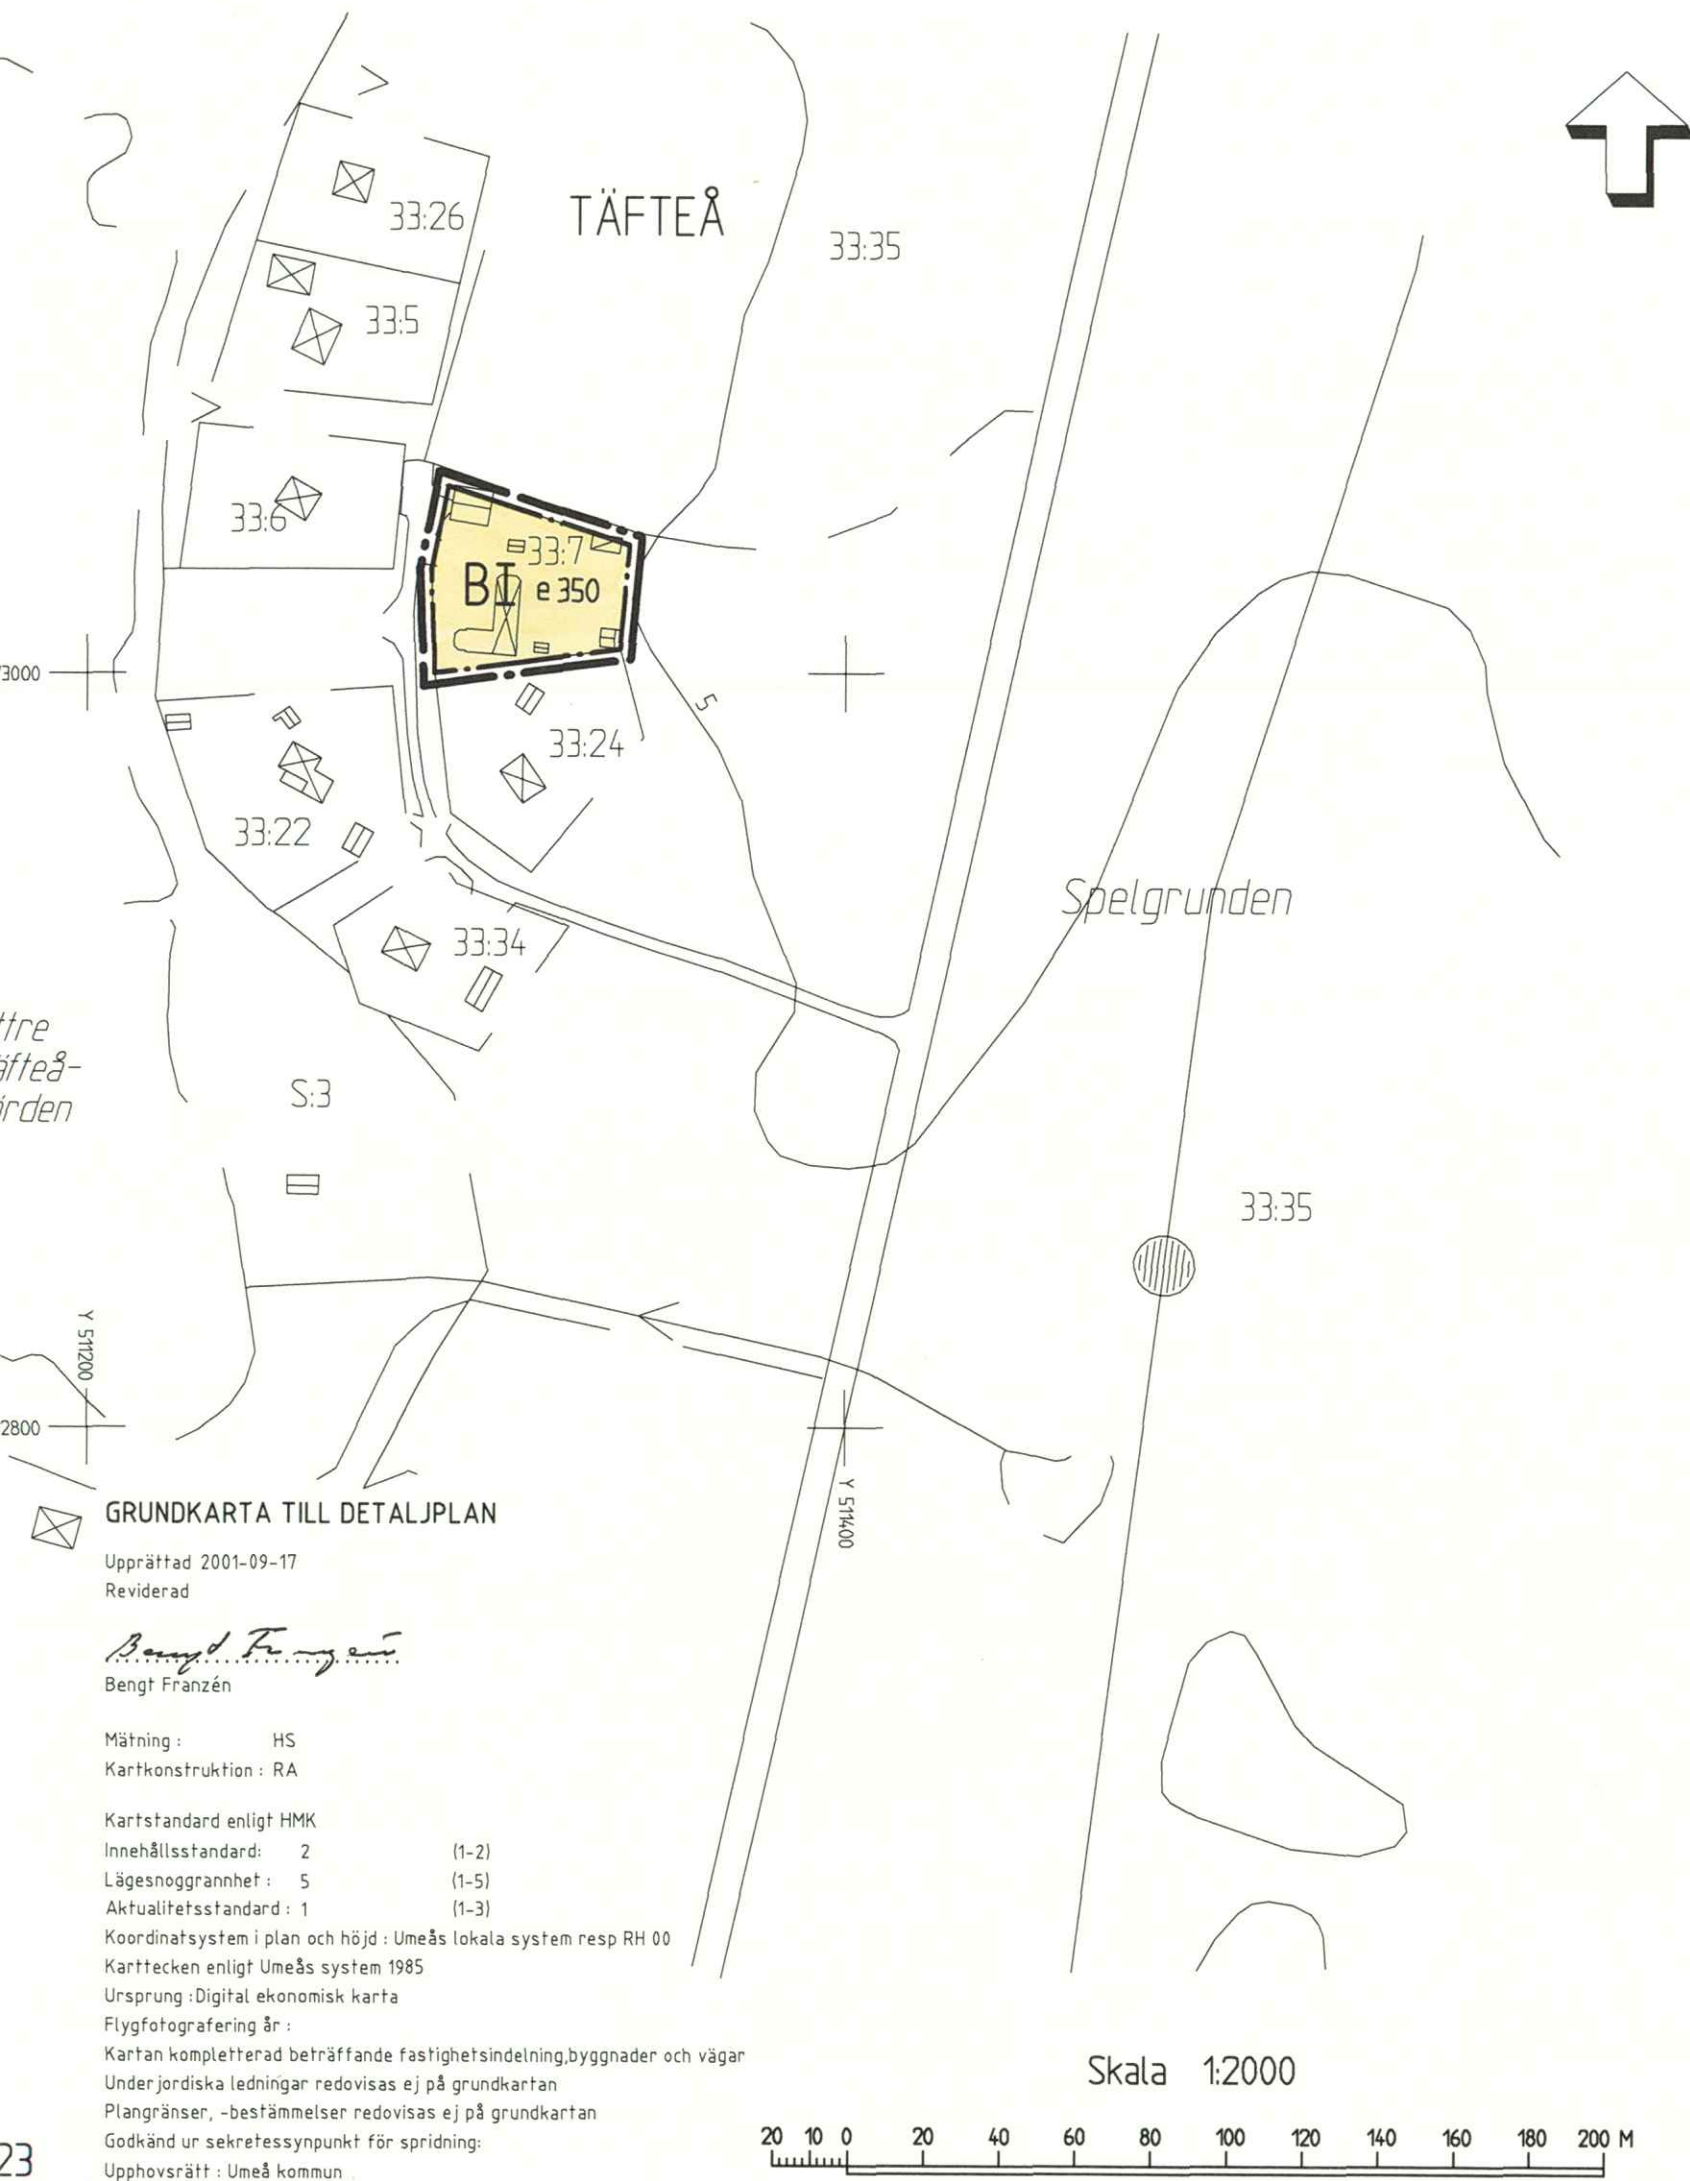 TÄFTEÅ
33:26
33:35
33:5
33:6
33:7
BI e 350
3000
5
33:24
33:22
Spelgrunden
33:34
ttre
äfteå-
ärden
S:3
33:35
Y 511200
2800
Y 511400
GRUNDKARTA TILL DETALJPLAN
Upprättad 2001-09-17
Reviderad
Bengt Franzén
Bengt Franzén
Mätning : HS
Kartkonstruktion : RA
Kartstandard enligt HMK
Innehållsstandard: 2 (1-2)
Lägesnoggrannhet : 5 (1-5)
Aktualitetsstandard : 1 (1-3)
Koordinatsystem i plan och höjd : Umeås lokala system resp RH 00
Karttecken enligt Umeås system 1985
Ursprung :Digital ekonomisk karta
Flygfotografering år :
Kartan kompletterad beträffande fastighetsindelning,byggnader och vägar
Underjordiska ledningar redovisas ej på grundkartan
Plangränser, -bestämmelser redovisas ej på grundkartan
Godkänd ur sekretessynpunkt för spridning:
Upphovsrätt : Umeå kommun
23
Skala 1:2000
20 10 0 20 40 60 80 100 120 140 160 180 200 M